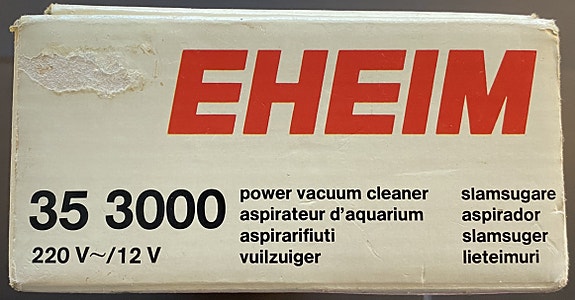 EHEIM
35 3000
220 V~/12 V
power vacuum cleaner
aspirateur d'aquarium
aspirarifiuti
vuilzuiger
slamsugare
aspirador
slamsuger
lieteimuri